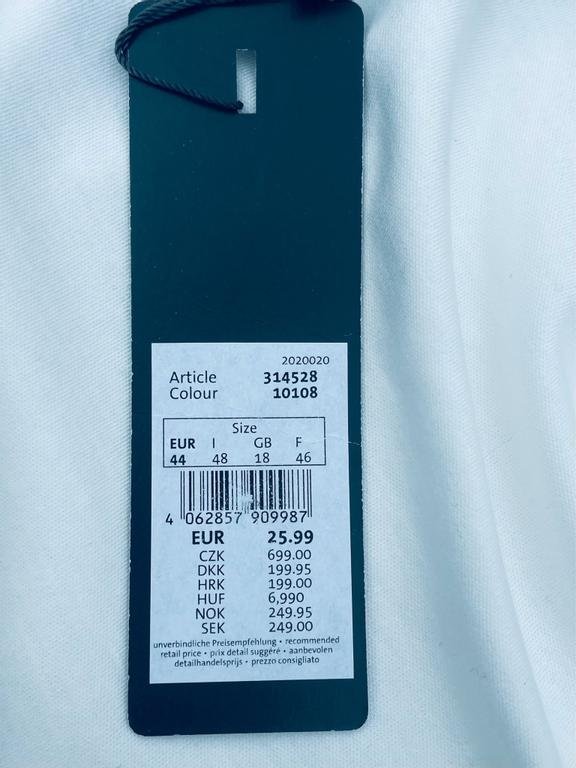 2020020
Article 314528
Colour 10108
Size
EUR I GB F
44 48 18 46
4 062857 909987
EUR 25.99
CZK 699.00
DKK 199.95
HRK 199.00
HUF 6,990
NOK 249.95
SEK 249.00
unverbindliche Preisempfehlung • recommended
retail price • prix detail suggéré • aanbevolen
detailhandelsprijs • prezzo consigliato